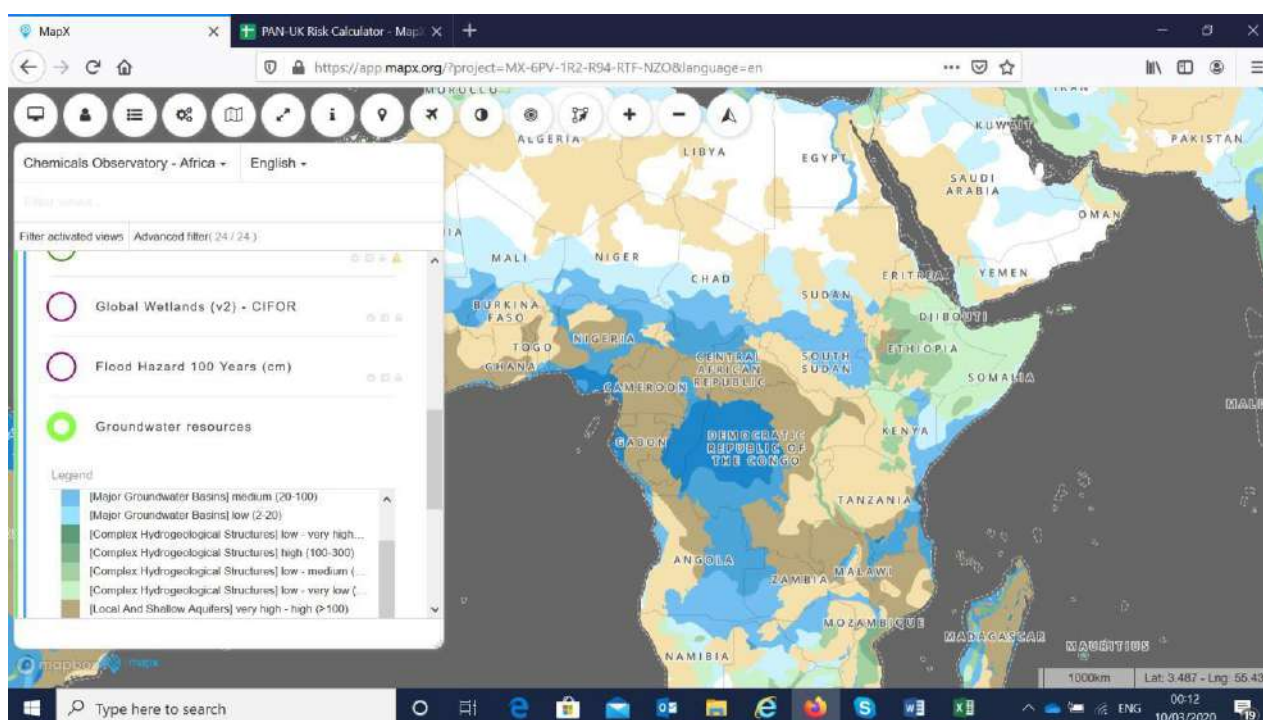 MapX
PAN-UK Risk Calculator - Map
https://app.mapx.org/?project=MX-6PV-1R2-R94-RTF-NZO&language=en
Chemicals Observatory - Africa
English
Filter activated views
Advanced filter( 24 / 24 )
Global Wetlands (v2) - CIFOR
Flood Hazard 100 Years (cm)
Groundwater resources
Legend
[Major Groundwater Basins] medium (20-100)
[Major Groundwater Basins] low (2-20)
[Complex Hydrogeological Structures] low - very high...
[Complex Hydrogeological Structures] high (100-300)
[Complex Hydrogeological Structures] low - medium (...
[Complex Hydrogeological Structures] low - very low (...
[Local And Shallow Aquifers] very high - high (>100)
mapbox
mapx
MOROCCO
ALGERIA
LIBYA
EGYPT
KUWAIT
IRAN
PAKISTAN
SAUDI
ARABIA
OMAN
MALI
NIGER
CHAD
SUDAN
ERITREA
YEMEN
BURKINA
FASO
DJIBOUTI
TOGO
NIGERIA
GHANA
CENTRAL
AFRICAN
REPUBLIC
SOUTH
SUDAN
ETHIOPIA
CAMEROON
SOMALIA
GABON
DEMOCRATIC
REPUBLIC OF
THE CONGO
KENYA
TANZANIA
ANGOLA
ZAMBIA
MALAWI
MOZAMBIQUE
MADAGASCAR
MAURITIUS
NAMIBIA
1000km
Lat: 3.487 - Lng: 55.43
Type here to search
ENG
00:12
10/03/2020
19